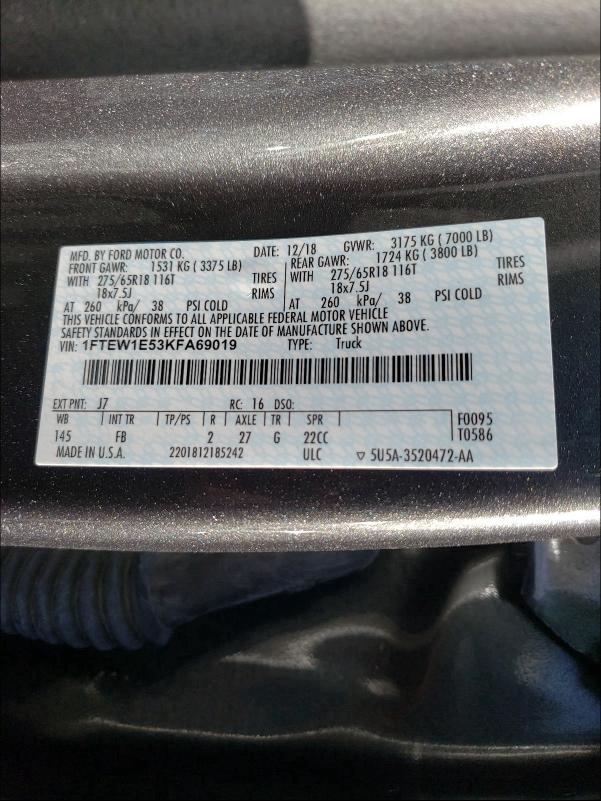 MFD. BY FORD MOTOR CO. DATE: 12/18 GVWR: 3175 KG ( 7000 LB)
FRONT GAWR: 1531 KG ( 3375 LB) REAR GAWR: 1724 KG ( 3800 LB)
WITH 275/65R18 116T TIRES WITH 275/65R18 116T TIRES
18x7.5J RIMS 18x7.5J RIMS
AT 260 kPa/ 38 PSI COLD AT 260 kPa/ 38 PSI COLD
THIS VEHICLE CONFORMS TO ALL APPLICABLE FEDERAL MOTOR VEHICLE
SAFETY STANDARDS IN EFFECT ON THE DATE OF MANUFACTURE SHOWN ABOVE.
VIN: 1FTEW1E53KFA69019 TYPE: Truck
EXT PNT: J7 RC: 16 DSO:
WB INT TR TP/PS R AXLE TR SPR F0095
145 FB 2 27 G 22CC T0586
MADE IN U.S.A. 2201812185242 ULC ▽ 5U5A-3520472-AA